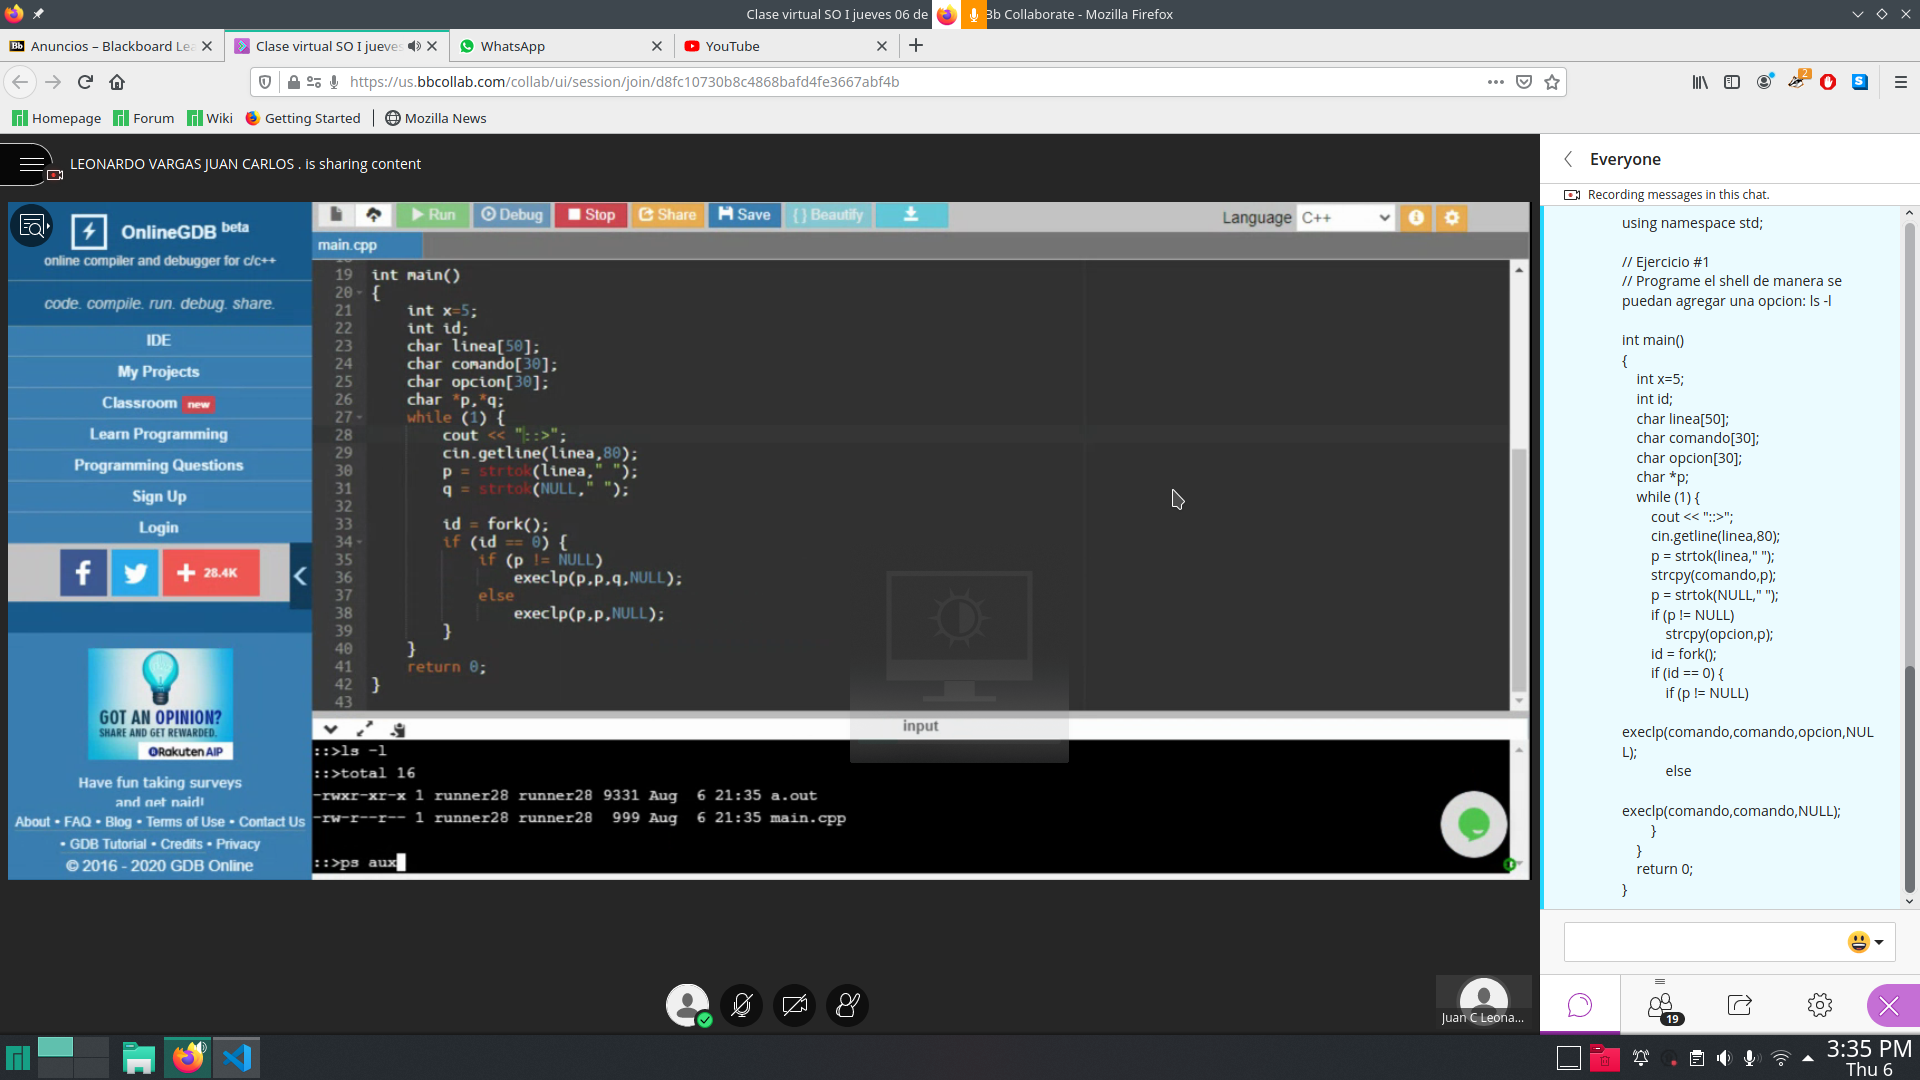 Clase virtual SO I jueves 06 de
Bb Collaborate - Mozilla Firefox
Bb Anuncios – Blackboard Lea
Clase virtual SO I jueves
WhatsApp
YouTube
https://us.bbcollab.com/collab/ui/session/join/d8fc10730b8c4868bafd4fe3667abf4b
2
Homepage
Forum
Wiki
Getting Started
Mozilla News
LEONARDO VARGAS JUAN CARLOS . is sharing content
OnlineGDB beta
online compiler and debugger for c/c++
code. compile. run. debug. share.
IDE
My Projects
Classroom new
Learn Programming
Programming Questions
Sign Up
Login
f
+ 28.4K
GOT AN OPINION?
SHARE AND GET REWARDED.
Rakuten AIP
Have fun taking surveys
and get paid!
About • FAQ • Blog • Terms of Use • Contact Us
• GDB Tutorial • Credits • Privacy
© 2016 - 2020 GDB Online
Run
Debug
Stop
Share
Save
{ } Beautify
Language C++
main.cpp
19 int main()
20 {
21 int x=5;
22 int id;
23 char linea[50];
24 char comando[30];
25 char opcion[30];
26 char *p,*q;
27 while (1) {
28 cout << "::>";
29 cin.getline(linea,80);
30 p = strtok(linea," ");
31 q = strtok(NULL," ");
32
33 id = fork();
34 if (id == 0) {
35 if (p != NULL)
36 execlp(p,p,q,NULL);
37 else
38 execlp(p,p,NULL);
39 }
40 }
41 return 0;
42 }
43
input
::>ls -l
::>total 16
-rwxr-xr-x 1 runner28 runner28 9331 Aug  6 21:35 a.out
-rw-r--r-- 1 runner28 runner28  999 Aug  6 21:35 main.cpp
::>ps aux
Juan C Leona...
Everyone
Recording messages in this chat.
using namespace std;
// Ejercicio #1
// Programe el shell de manera se
puedan agregar una opcion: ls -l
int main()
{
int x=5;
int id;
char linea[50];
char comando[30];
char opcion[30];
char *p;
while (1) {
cout << "::>";
cin.getline(linea,80);
p = strtok(linea," ");
strcpy(comando,p);
p = strtok(NULL," ");
if (p != NULL)
strcpy(opcion,p);
id = fork();
if (id == 0) {
if (p != NULL)
execlp(comando,comando,opcion,NUL
L);
else
execlp(comando,comando,NULL);
}
}
return 0;
}
19
3:35 PM
Thu 6